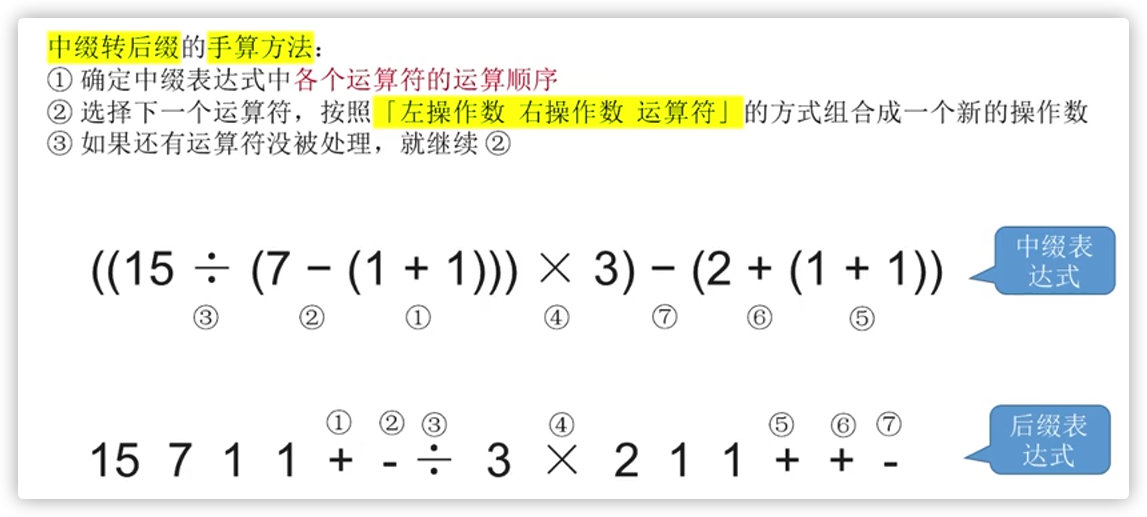 中缀转后缀的手算方法：
① 确定中缀表达式中各个运算符的运算顺序
② 选择下一个运算符，按照「左操作数 右操作数 运算符」的方式组合成一个新的操作数
③ 如果还有运算符没被处理，就继续 ②
((15 ÷ (7 − (1 + 1))) × 3) − (2 + (1 + 1))
中缀表
达式
③ ② ① ④ ⑦ ⑥ ⑤
① ② ③ ④ ⑤ ⑥ ⑦
15 7 1 1 + - ÷ 3 × 2 1 1 + + -
后缀表
达式